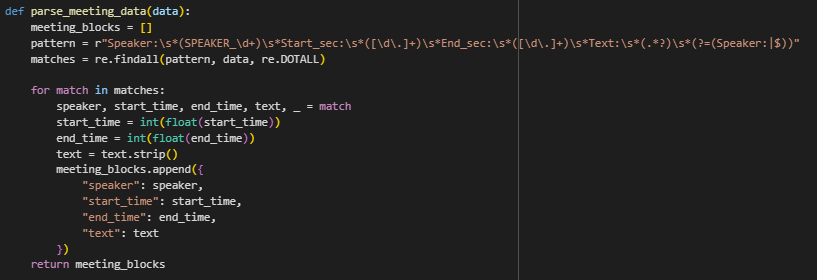 def parse_meeting_data(data):
    meeting_blocks = []
    pattern = r"Speaker:\s*(SPEAKER_\d+)\s*Start_sec:\s*([\d\.]+)\s*End_sec:\s*([\d\.]+)\s*Text:\s*(.*?)\s*(?=(Speaker:|$))"
    matches = re.findall(pattern, data, re.DOTALL)

    for match in matches:
        speaker, start_time, end_time, text, _ = match
        start_time = int(float(start_time))
        end_time = int(float(end_time))
        text = text.strip()
        meeting_blocks.append({
            "speaker": speaker,
            "start_time": start_time,
            "end_time": end_time,
            "text": text
        })
    return meeting_blocks